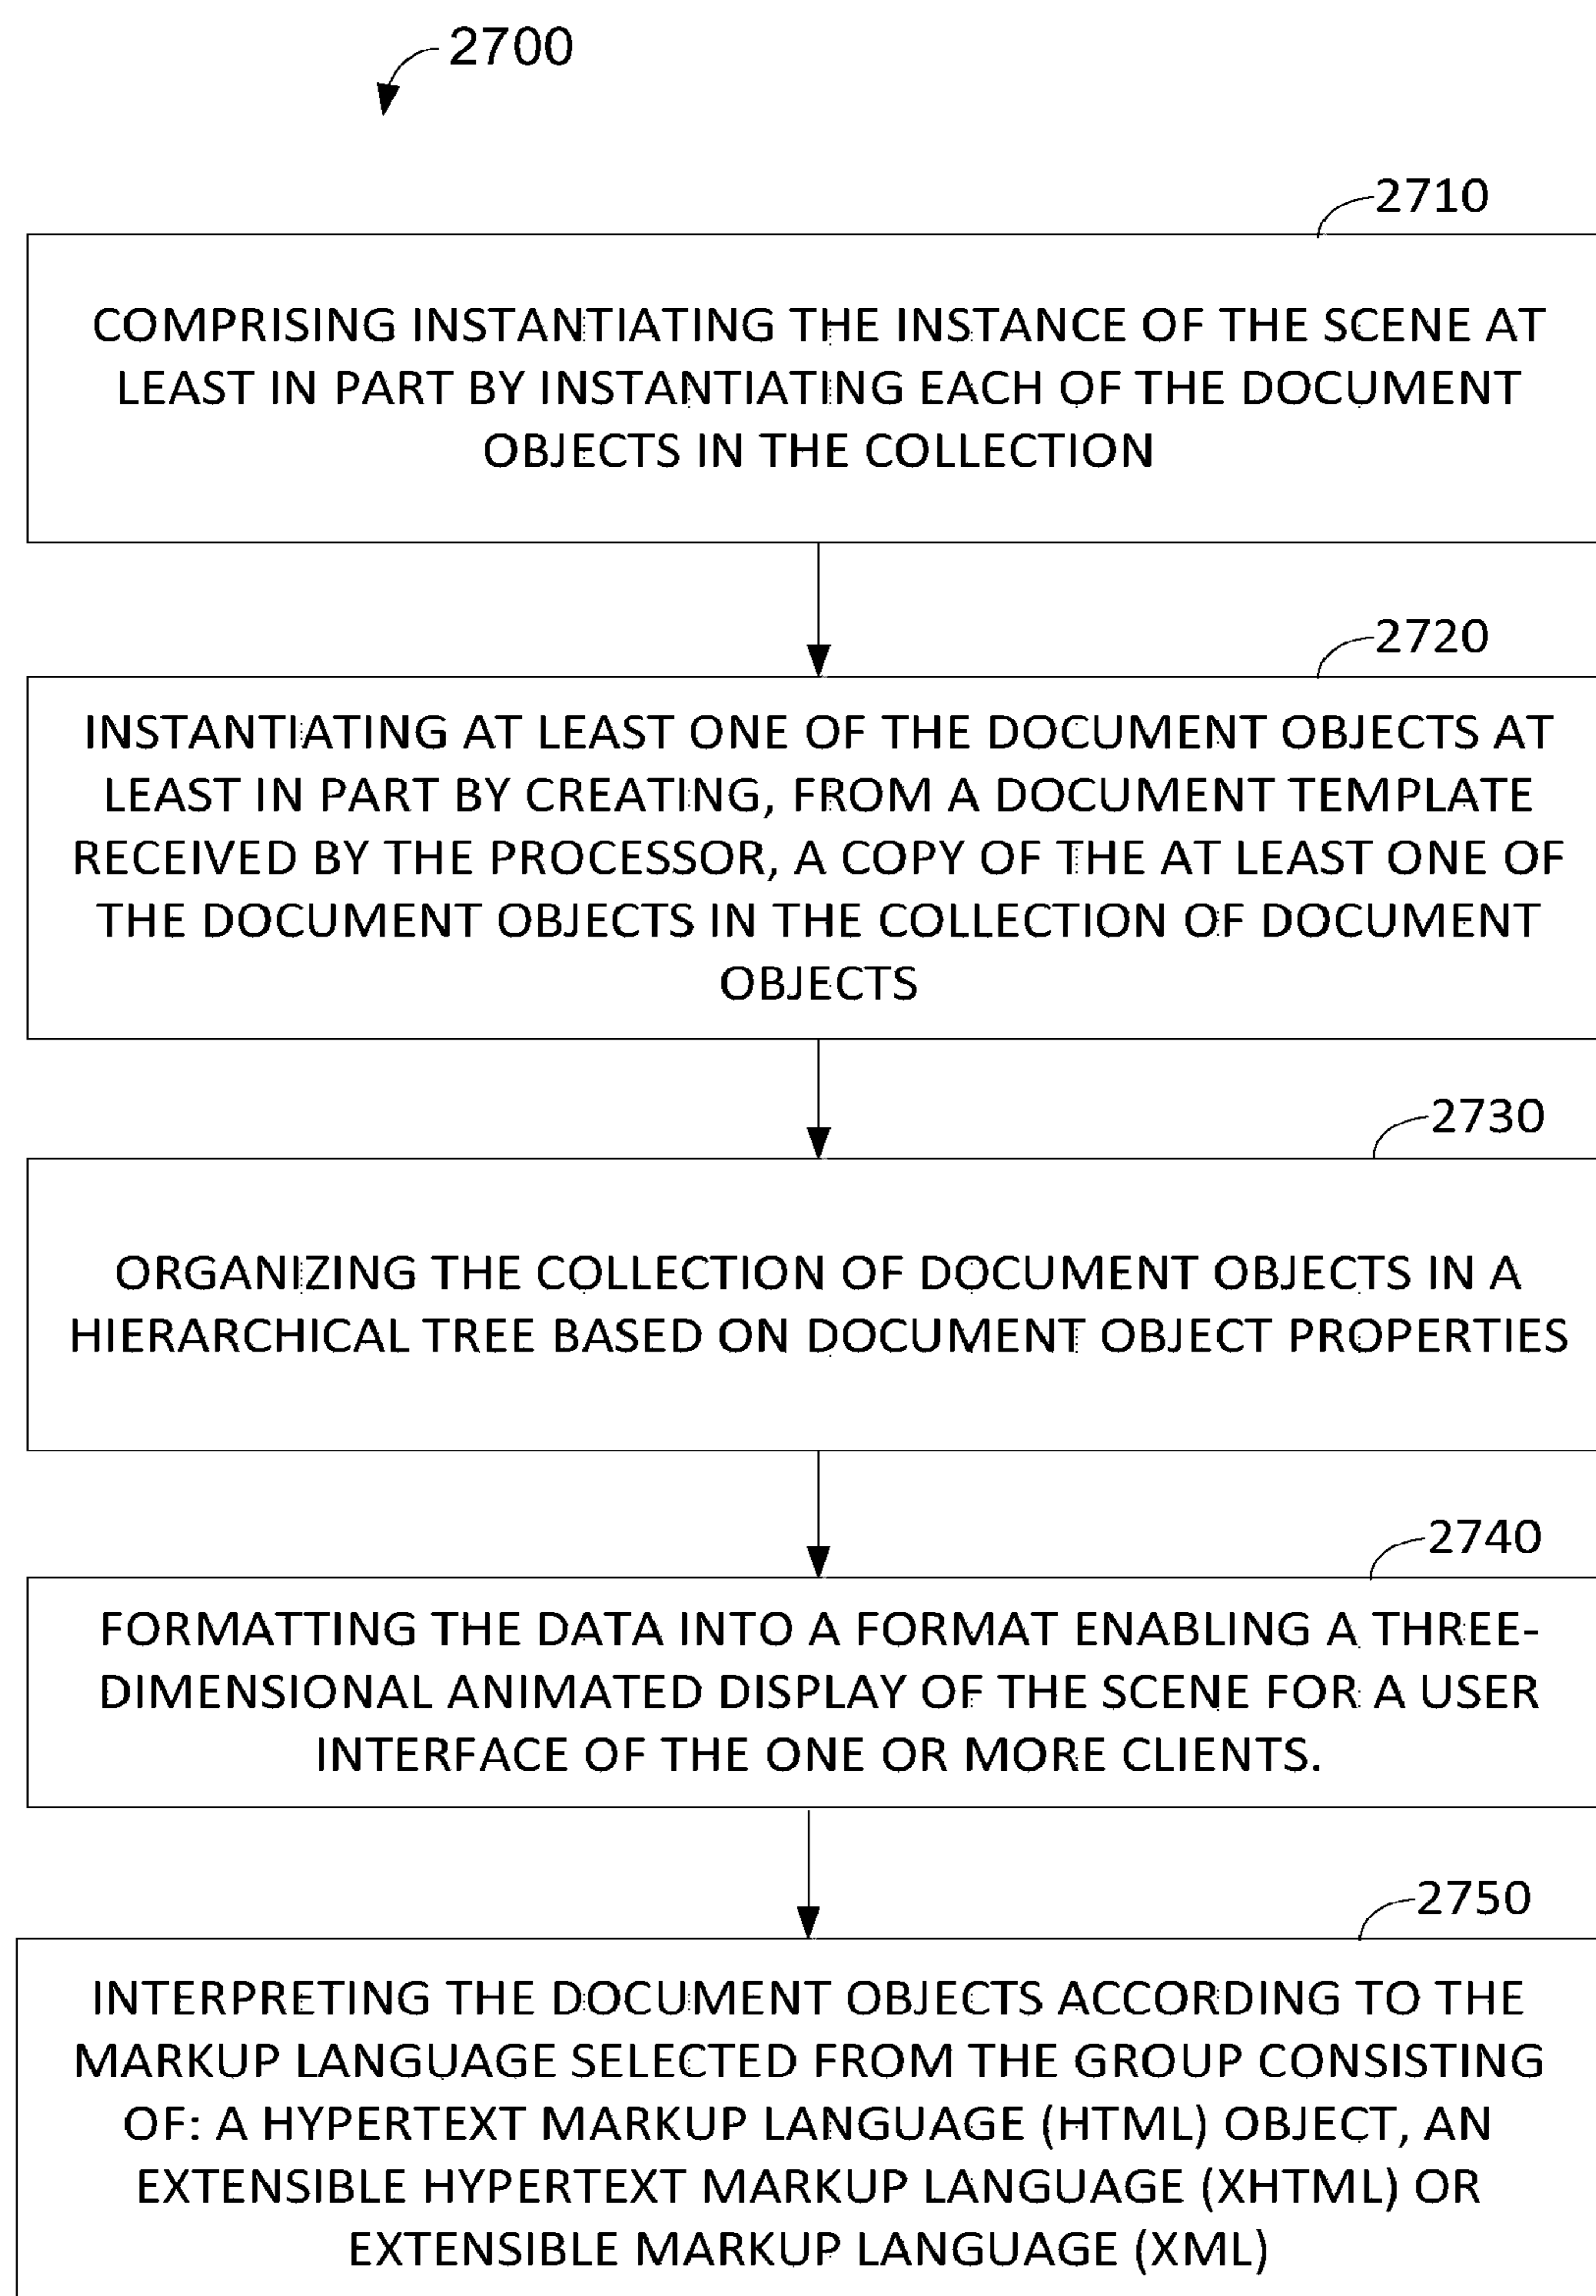 2700
2710
COMPRISING INSTANTIATING THE INSTANCE OF THE SCENE AT
LEAST IN PART BY INSTANTIATING EACH OF THE DOCUMENT
OBJECTS IN THE COLLECTION
2720
INSTANTIATING AT LEAST ONE OF THE DOCUMENT OBJECTS AT
LEAST IN PART BY CREATING, FROM A DOCUMENT TEMPLATE
RECEIVED BY THE PROCESSOR, A COPY OF THE AT LEAST ONE OF
THE DOCUMENT OBJECTS IN THE COLLECTION OF DOCUMENT
OBJECTS
2730
ORGANIZING THE COLLECTION OF DOCUMENT OBJECTS IN A
HIERARCHICAL TREE BASED ON DOCUMENT OBJECT PROPERTIES
2740
FORMATTING THE DATA INTO A FORMAT ENABLING A THREE-
DIMENSIONAL ANIMATED DISPLAY OF THE SCENE FOR A USER
INTERFACE OF THE ONE OR MORE CLIENTS.
2750
INTERPRETING THE DOCUMENT OBJECTS ACCORDING TO THE
MARKUP LANGUAGE SELECTED FROM THE GROUP CONSISTING
OF: A HYPERTEXT MARKUP LANGUAGE (HTML) OBJECT, AN
EXTENSIBLE HYPERTEXT MARKUP LANGUAGE (XHTML) OR
EXTENSIBLE MARKUP LANGUAGE (XML)